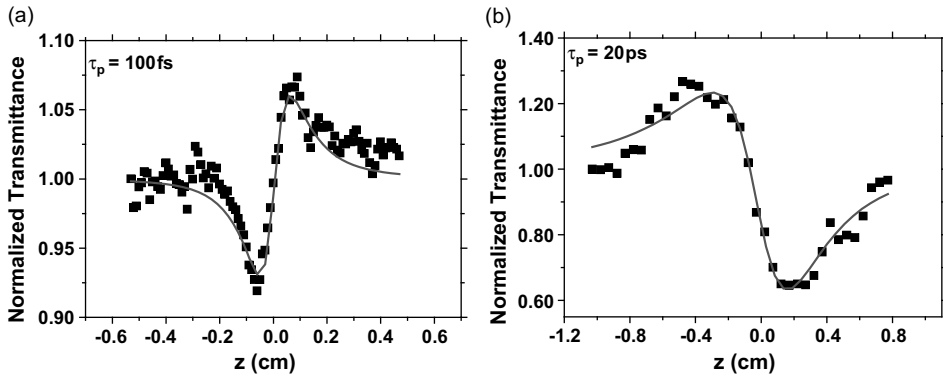 (a)
Normalized Transmittance
1.10
1.05
1.00
0.95
0.90
τp = 100fs
-0.6 -0.4 -0.2 0.0 0.2 0.4 0.6
z (cm)
(b)
Normalized Transmittance
1.40
1.20
1.00
0.80
0.60
τp = 20ps
-1.2 -0.8 -0.4 0.0 0.4 0.8
z (cm)